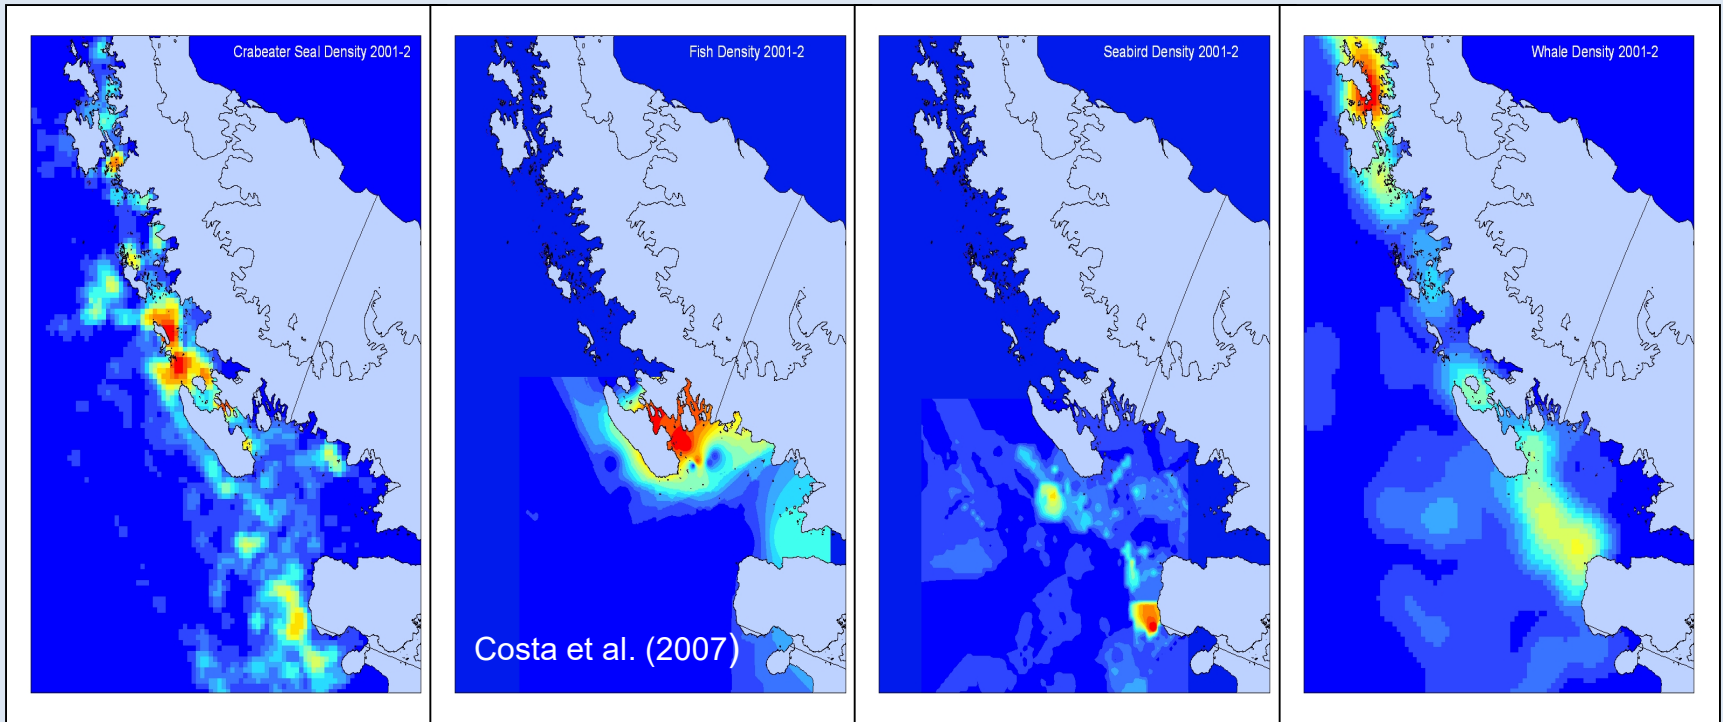 Crabeater Seal Density 2001-2
Fish Density 2001-2
Seabird Density 2001-2
Whale Density 2001-2
Costa et al. (2007)